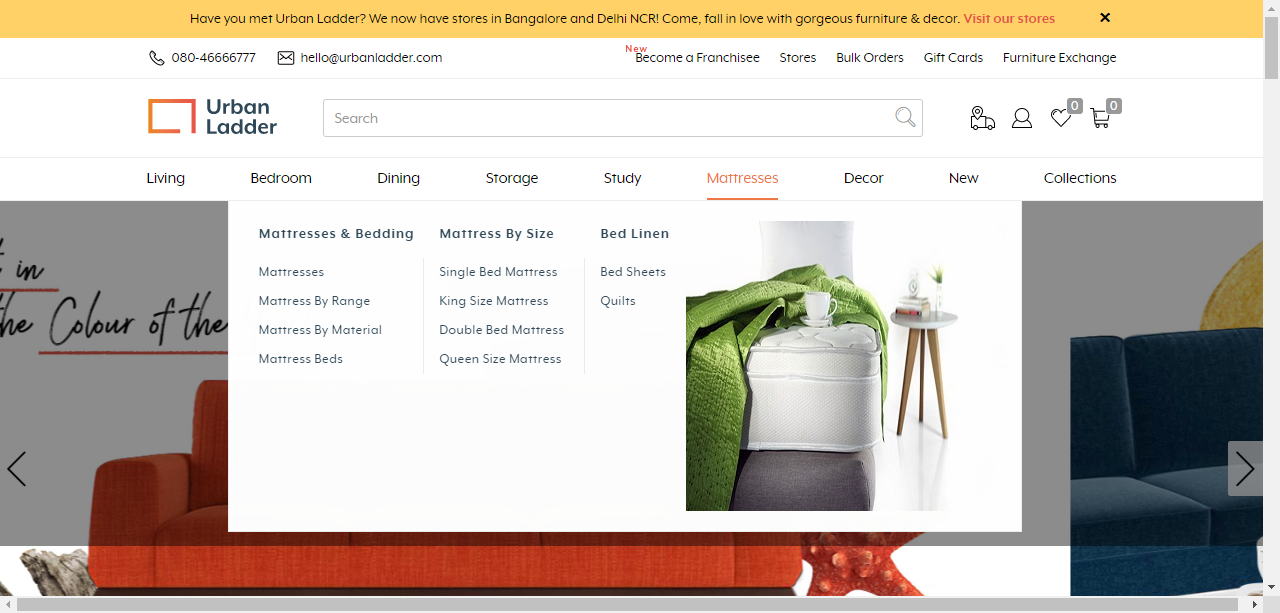 Have you met Urban Ladder? We now have stores in Bangalore and Delhi NCR! Come, fall in love with gorgeous furniture & decor. Visit our stores ✕
080-46666777 hello@urbanladder.com New Become a Franchisee Stores Bulk Orders Gift Cards Furniture Exchange
Urban
Ladder
Search
0 0
Living Bedroom Dining Storage Study Mattresses Decor New Collections
Mattresses & Bedding Mattress By Size Bed Linen
Mattresses Single Bed Mattress Bed Sheets
Mattress By Range King Size Mattress Quilts
Mattress By Material Double Bed Mattress
Mattress Beds Queen Size Mattress
in
the Colour of the